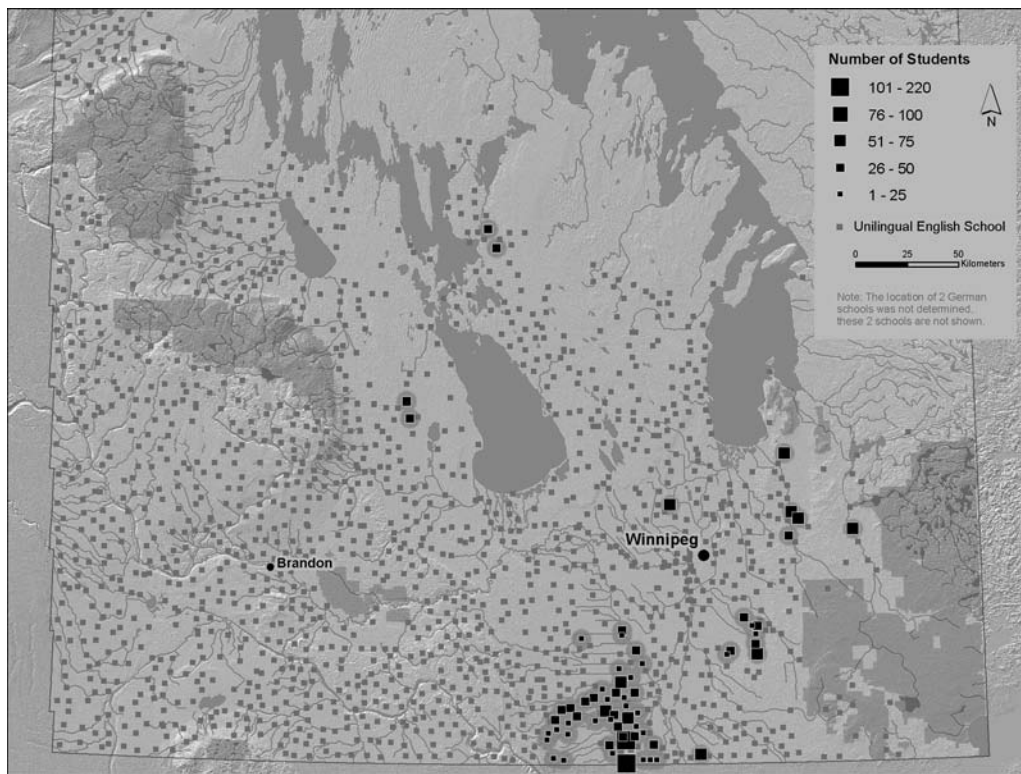 Number of Students
101 - 220
76 - 100
51 - 75
26 - 50
1 - 25
N
Unilingual English School
0 25 50
Kilometers
Note: The location of 2 German
schools was not determined,
these 2 schools are not shown.
Winnipeg
Brandon